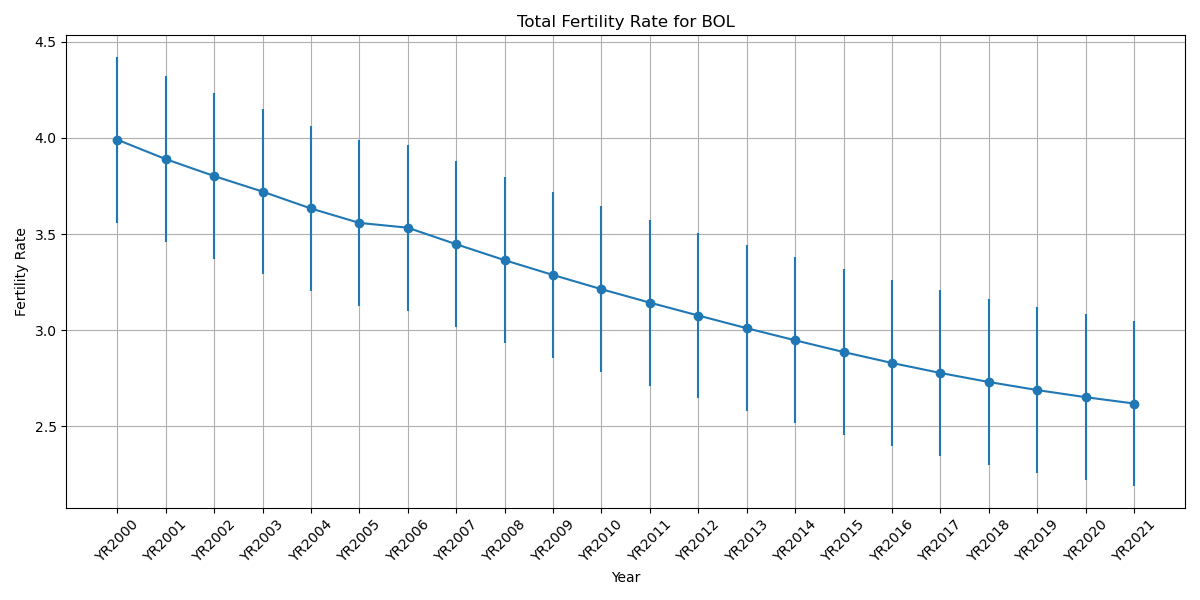 Total Fertility Rate for BOL
Fertility Rate
4.5
4.0
3.5
3.0
2.5
YR2000
YR2001
YR2002
YR2003
YR2004
YR2005
YR2006
YR2007
YR2008
YR2009
YR2010
YR2011
YR2012
YR2013
YR2014
YR2015
YR2016
YR2017
YR2018
YR2019
YR2020
YR2021
Year